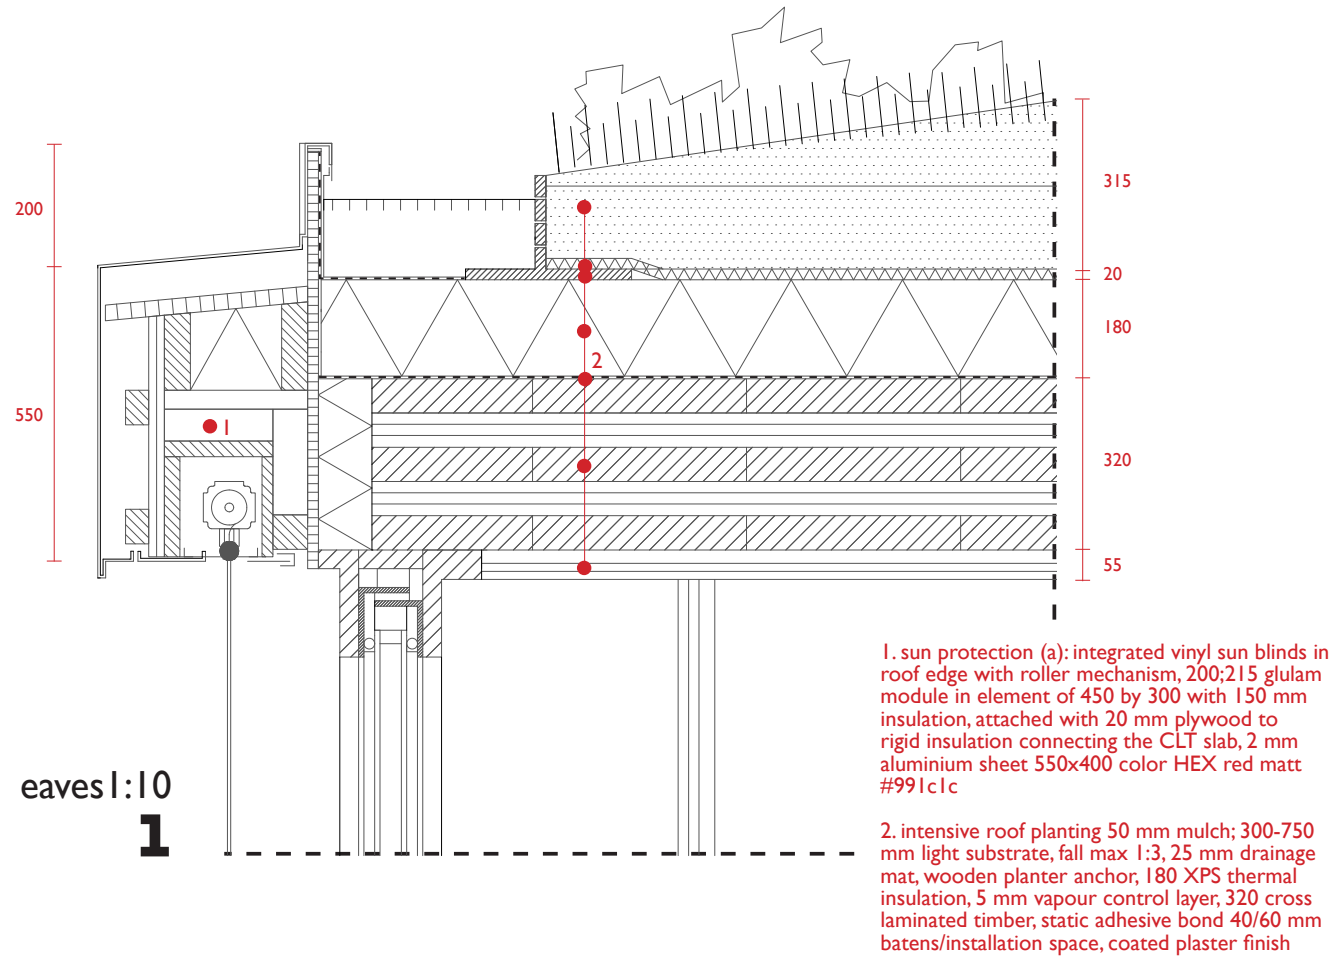 315
200
20
180
2
550
1
320
55
1. sun protection (a): integrated vinyl sun blinds in
roof edge with roller mechanism, 200;215 glulam
module in element of 450 by 300 with 150 mm
insulation, attached with 20 mm plywood to
rigid insulation connecting the CLT slab, 2 mm
aluminium sheet 550x400 color HEX red matt
#991c1c
eaves1:10
1
2. intensive roof planting 50 mm mulch; 300-750
mm light substrate, fall max 1:3, 25 mm drainage
mat, wooden planter anchor, 180 XPS thermal
insulation, 5 mm vapour control layer, 320 cross
laminated timber, static adhesive bond 40/60 mm
batens/installation space, coated plaster finish